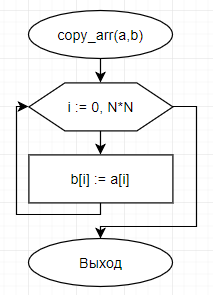 copy_arr(a,b)
i := 0, N*N
b[i] := a[i]
Выход